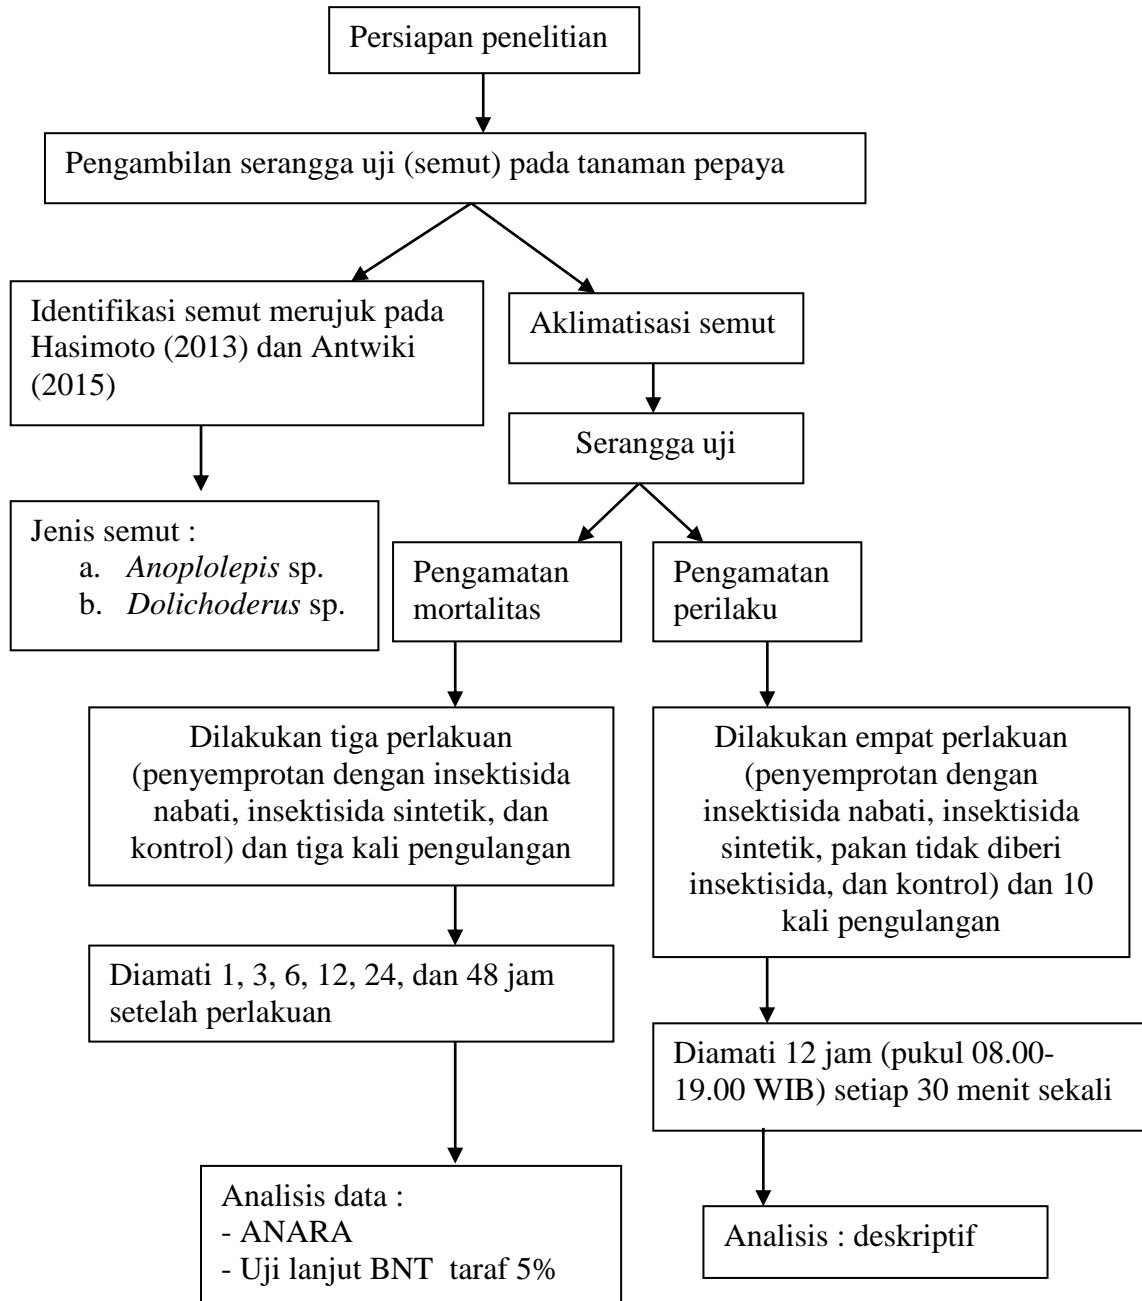 Persiapan penelitian
Pengambilan serangga uji (semut) pada tanaman pepaya
Identifikasi semut merujuk pada
Hasimoto (2013) dan Antwiki
(2015)
Aklimatisasi semut
Serangga uji
Jenis semut :
a. Anoplolepis sp.
b. Dolichoderus sp.
Pengamatan
mortalitas
Pengamatan
perilaku
Dilakukan tiga perlakuan
(penyemprotan dengan insektisida
nabati, insektisida sintetik, dan
kontrol) dan tiga kali pengulangan
Dilakukan empat perlakuan
(penyemprotan dengan
insektisida nabati, insektisida
sintetik, pakan tidak diberi
insektisida, dan kontrol) dan 10
kali pengulangan
Diamati 1, 3, 6, 12, 24, dan 48 jam
setelah perlakuan
Diamati 12 jam (pukul 08.00-
19.00 WIB) setiap 30 menit sekali
Analisis data :
- ANARA
- Uji lanjut BNT taraf 5%
Analisis : deskriptif